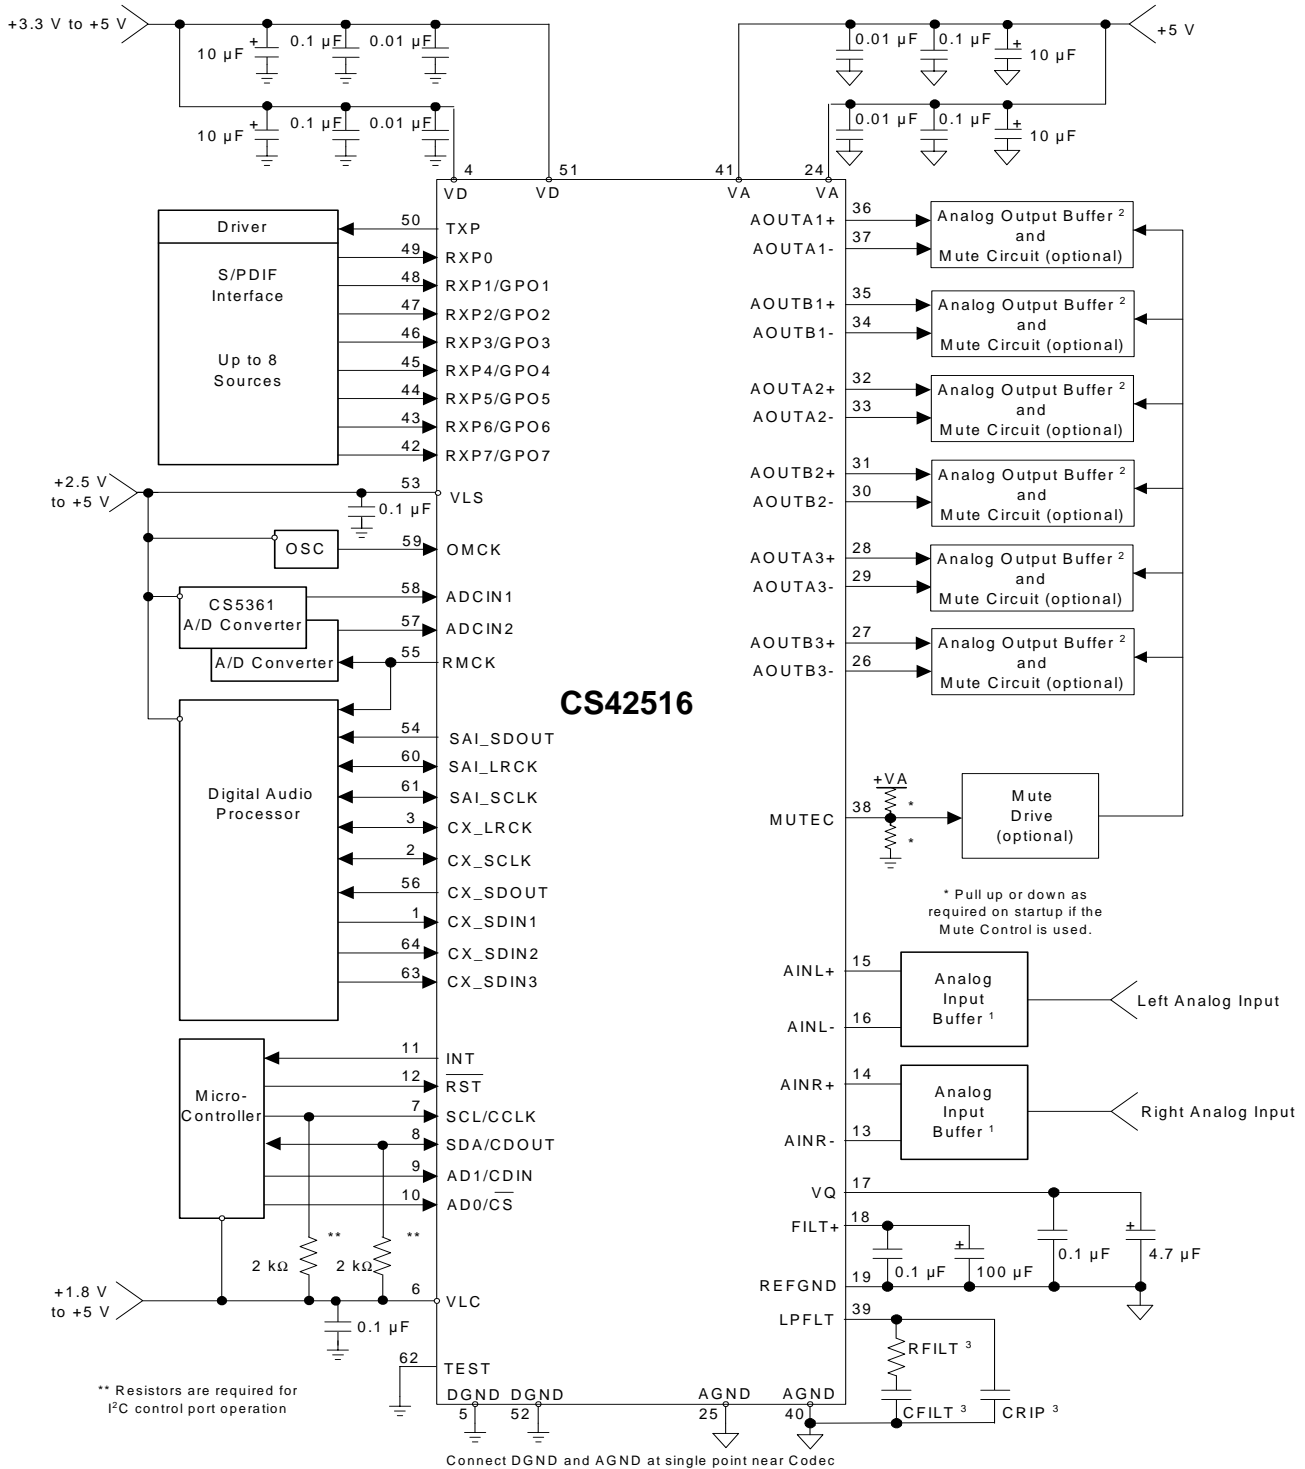 +3.3 V to +5 V
10 µF
+
0.1 µF
0.01 µF
0.01 µF
0.1 µF
+
10 µF
+5 V
10 µF
+
0.1 µF
0.01 µF
0.01 µF
0.1 µF
+
10 µF
4
51
41
24
VD
VD
VA
VA
Driver
S/PDIF
Interface
Up to 8
Sources
50
TXP
49
RXP0
48
RXP1/GPO1
47
RXP2/GPO2
46
RXP3/GPO3
45
RXP4/GPO4
44
RXP5/GPO5
43
RXP6/GPO6
42
RXP7/GPO7
+2.5 V
to +5 V
53
VLS
0.1 µF
OSC
59
OMCK
CS5361
A/D Converter
58
ADCIN1
57
ADCIN2
A/D Converter
55
RMCK
CS42516
Digital Audio
Processor
54
SAI_SDOUT
60
SAI_LRCK
61
SAI_SCLK
3
CX_LRCK
2
CX_SCLK
56
CX_SDOUT
1
CX_SDIN1
64
CX_SDIN2
63
CX_SDIN3
Micro-
Controller
11
INT
12
RST
7
SCL/CCLK
8
SDA/CDOUT
9
AD1/CDIN
10
AD0/CS
**
2 kΩ
**
2 kΩ
+1.8 V
to +5 V
6
VLC
0.1 µF
62
TEST
** Resistors are required for
I²C control port operation
DGND
DGND
AGND
AGND
5
52
25
40
Connect DGND and AGND at single point near Codec
AOUTA1+
36
AOUTA1-
37
Analog Output Buffer ²
and
Mute Circuit (optional)
AOUTB1+
35
AOUTB1-
34
Analog Output Buffer ²
and
Mute Circuit (optional)
AOUTA2+
32
AOUTA2-
33
Analog Output Buffer ²
and
Mute Circuit (optional)
AOUTB2+
31
AOUTB2-
30
Analog Output Buffer ²
and
Mute Circuit (optional)
AOUTA3+
28
AOUTA3-
29
Analog Output Buffer ²
and
Mute Circuit (optional)
AOUTB3+
27
AOUTB3-
26
Analog Output Buffer ²
and
Mute Circuit (optional)
MUTEC
38
+VA
*
*
Mute
Drive
(optional)
* Pull up or down as
required on startup if the
Mute Control is used.
AINL+
15
AINL-
16
Analog
Input
Buffer ¹
Left Analog Input
AINR+
14
AINR-
13
Analog
Input
Buffer ¹
Right Analog Input
VQ
17
FILT+
18
0.1 µF
+
100 µF
0.1 µF
+
4.7 µF
REFGND
19
LPFLT
39
RFILT ³
CFILT ³
CRIP ³